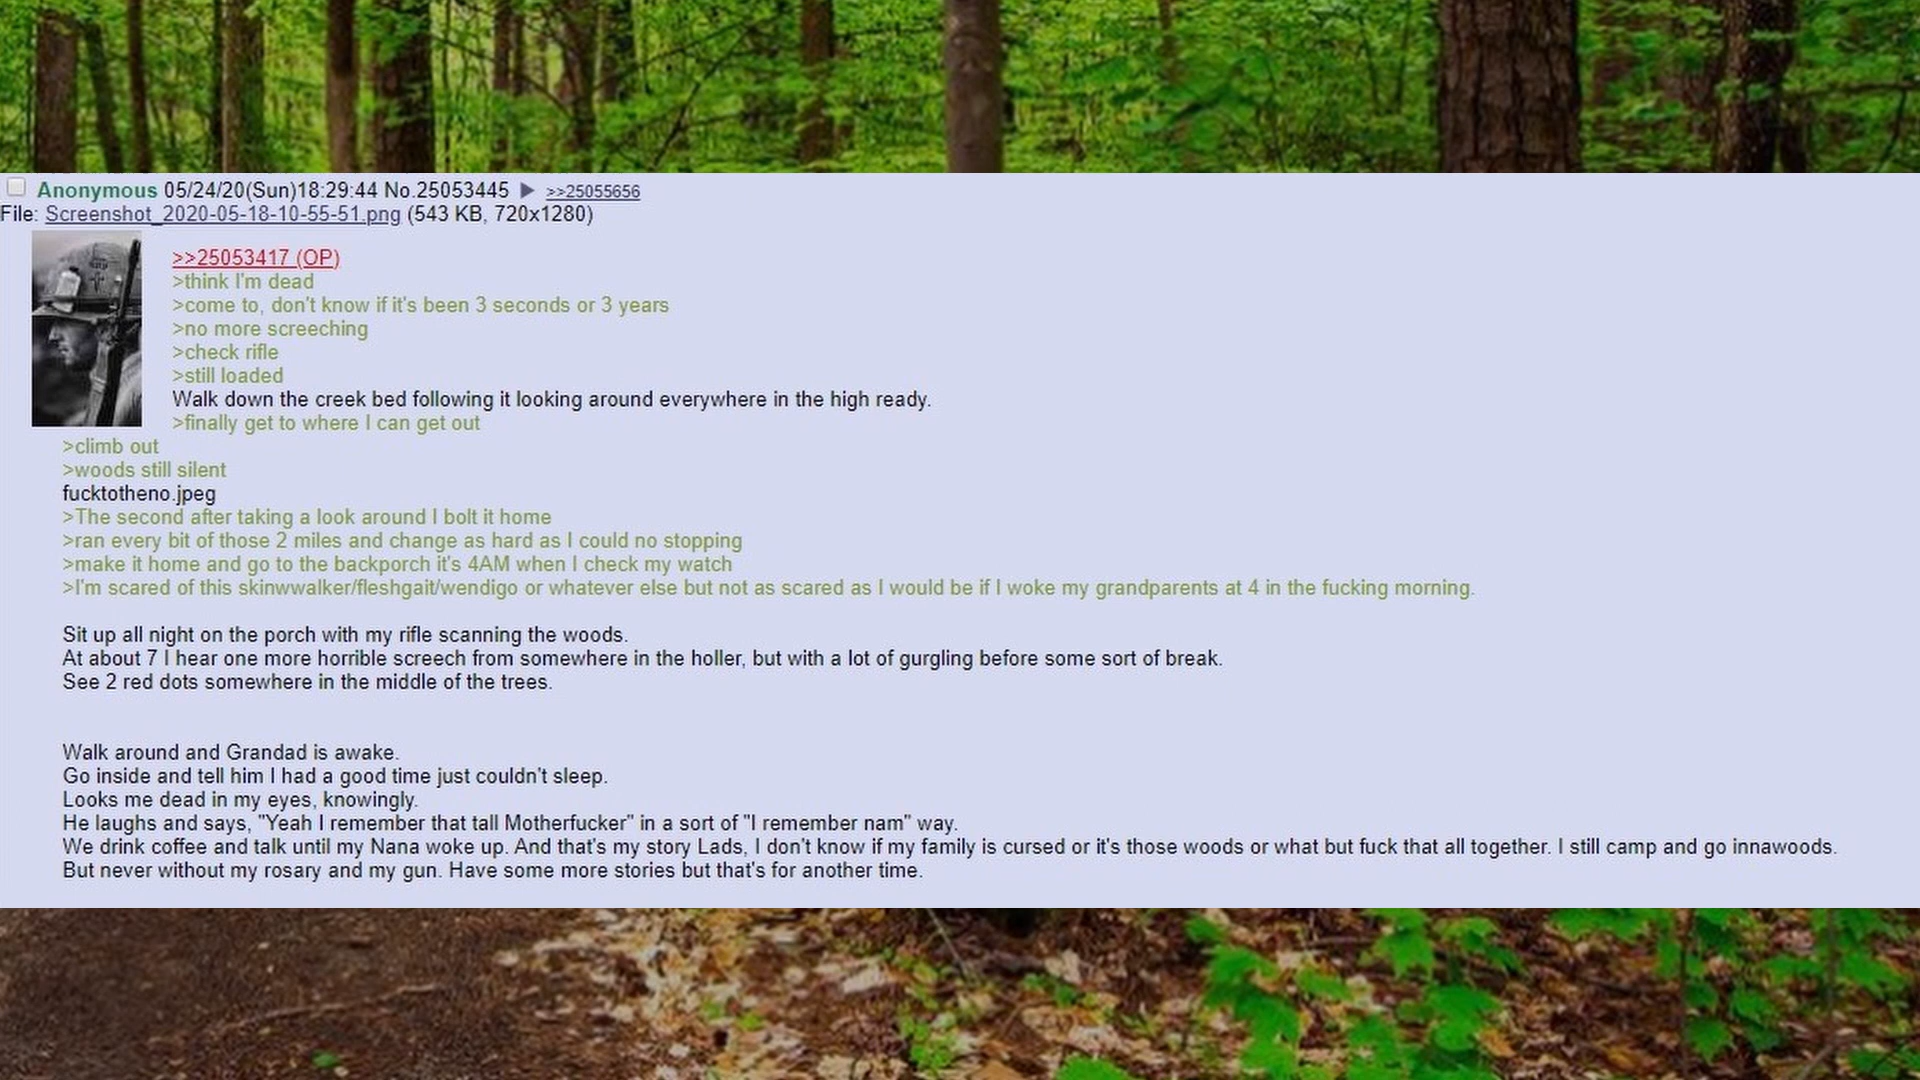 Anonymous 05/24/20(Sun)18:29:44 No.25053445 ▶ >>25055656
File: Screenshot_2020-05-18-10-55-51.png (543 KB, 720x1280)
>>25053417 (OP)
>think I'm dead
>come to, don't know if it's been 3 seconds or 3 years
>no more screeching
>check rifle
>still loaded
Walk down the creek bed following it looking around everywhere in the high ready.
>finally get to where I can get out
>climb out
>woods still silent
fucktotheno.jpeg
>The second after taking a look around I bolt it home
>ran every bit of those 2 miles and change as hard as I could no stopping
>make it home and go to the backporch it's 4AM when I check my watch
>I'm scared of this skinwwalker/fleshgait/wendigo or whatever else but not as scared as I would be if I woke my grandparents at 4 in the fucking morning.
Sit up all night on the porch with my rifle scanning the woods.
At about 7 I hear one more horrible screech from somewhere in the holler, but with a lot of gurgling before some sort of break.
See 2 red dots somewhere in the middle of the trees.
Walk around and Grandad is awake.
Go inside and tell him I had a good time just couldn't sleep.
Looks me dead in my eyes, knowingly.
He laughs and says, "Yeah I remember that tall Motherfucker" in a sort of "I remember nam" way.
We drink coffee and talk until my Nana woke up. And that's my story Lads, I don't know if my family is cursed or it's those woods or what but fuck that all together. I still camp and go innawoods.
But never without my rosary and my gun. Have some more stories but that's for another time.